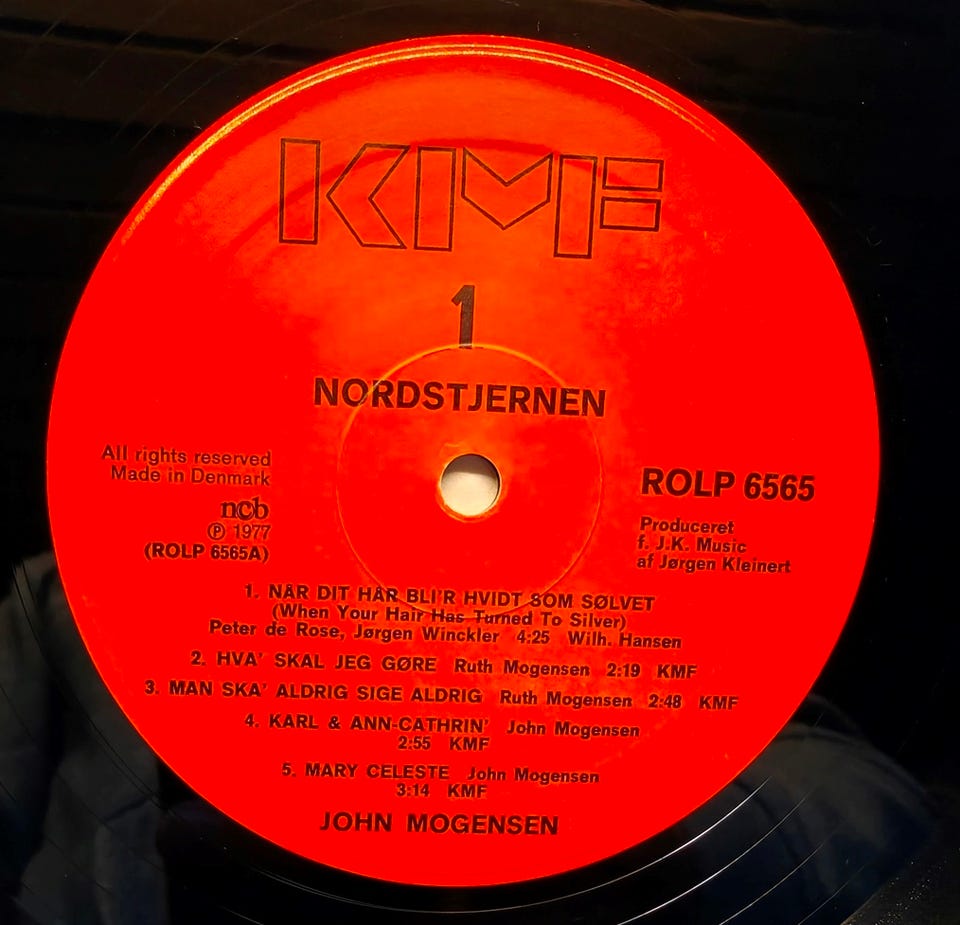 KMF
1
NORDSTJERNEN
All rights reserved
Made in Denmark
ncb
℗ 1977
(ROLP 6565A)
ROLP 6565
Produceret
f. J.K. Music
af Jørgen Kleinert
1. NÅR DIT HÅR BLI'R HVIDT SOM SØLVET
(When Your Hair Has Turned To Silver)
Peter de Rose, Jørgen Winckler 4:25 Wilh. Hansen
2. HVA' SKAL JEG GØRE Ruth Mogensen 2:19 KMF
3. MAN SKA' ALDRIG SIGE ALDRIG Ruth Mogensen 2:48 KMF
4. KARL & ANN-CATHRIN' John Mogensen
2:55 KMF
5. MARY CELESTE John Mogensen
3:14 KMF
JOHN MOGENSEN